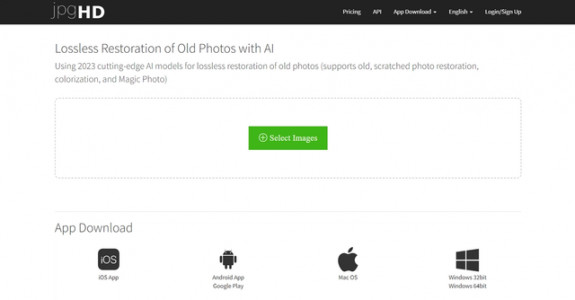 jpgHD
Pricing API App Download English Login/Sign Up
Lossless Restoration of Old Photos with AI
Using 2023 cutting-edge AI models for lossless restoration of old photos (supports old, scratched photo restoration,
colorization, and Magic Photo)
Select Images
App Download
iOS
iOS App Android App Mac OS Windows 32bit
Google Play Windows 64bit